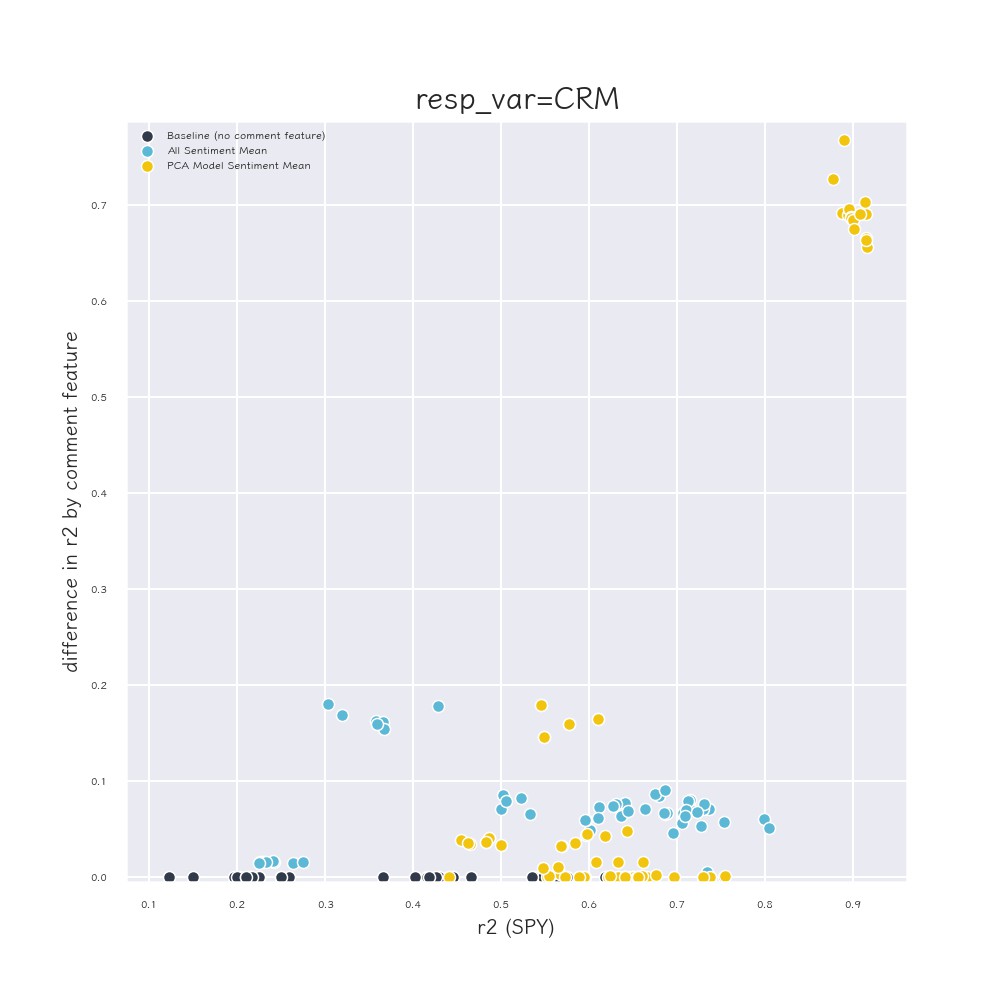 resp_var=CRM
Baseline (no comment feature)
All Sentiment Mean
PCA Model Sentiment Mean
difference in r2 by comment feature
0.7
0.6
0.5
0.4
0.3
0.2
0.1
0.0
0.1 0.2 0.3 0.4 0.5 0.6 0.7 0.8 0.9
r2 (SPY)